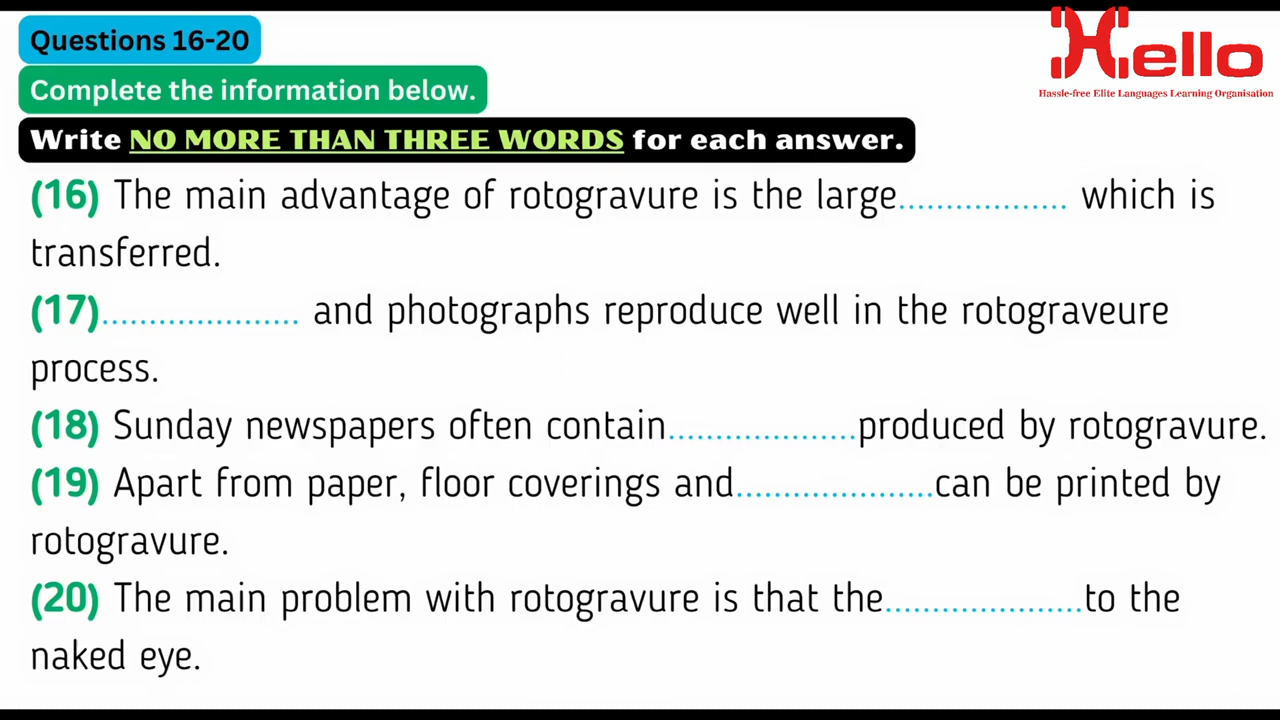 Questions 16-20
Hello
Complete the information below.
Hassle-free Elite Languages Learning Organisation
Write NO MORE THAN THREE WORDS for each answer.
(16) The main advantage of rotogravure is the large.................. which is
transferred.
(17)..................... and photographs reproduce well in the rotograveure
process.
(18) Sunday newspapers often contain....................produced by rotogravure.
(19) Apart from paper, floor coverings and.....................can be printed by
rotogravure.
(20) The main problem with rotogravure is that the.....................to the
naked eye.